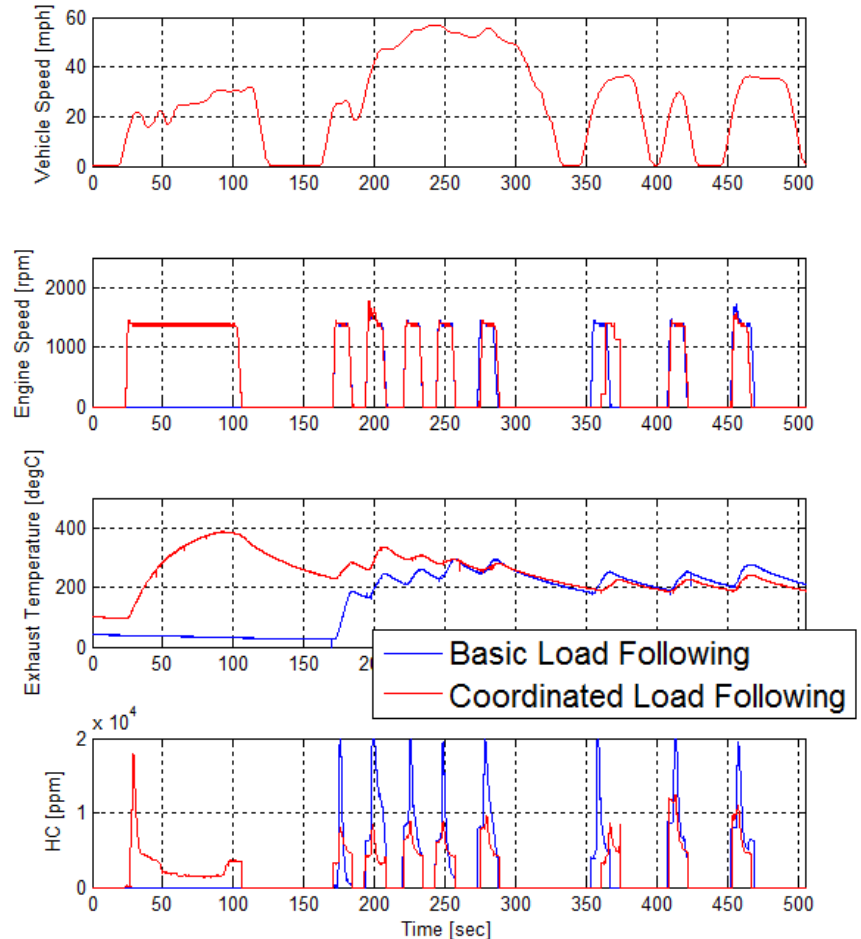 Vehicle Speed [mph]
60
40
20
0
0 50 100 150 200 250 300 350 400 450 500
Engine Speed [rpm]
2000
1000
0
0 50 100 150 200 250 300 350 400 450 500
Exhaust Temperature [degC]
400
200
0
0 50 100 150 20
Basic Load Following
Coordinated Load Following
x 10^4
HC [ppm]
2
1
0
0 50 100 150 200 250 300 350 400 450 500
Time [sec]